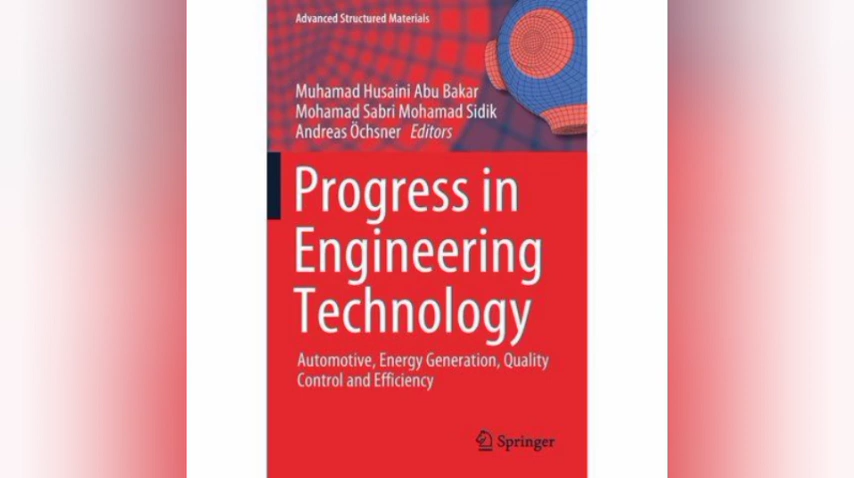 Advanced Structured Materials
Muhamad Husaini Abu Bakar
Mohamad Sabri Mohamad Sidik
Andreas Öchsner Editors
Progress in
Engineering
Technology
Automotive, Energy Generation, Quality
Control and Efficiency
Springer